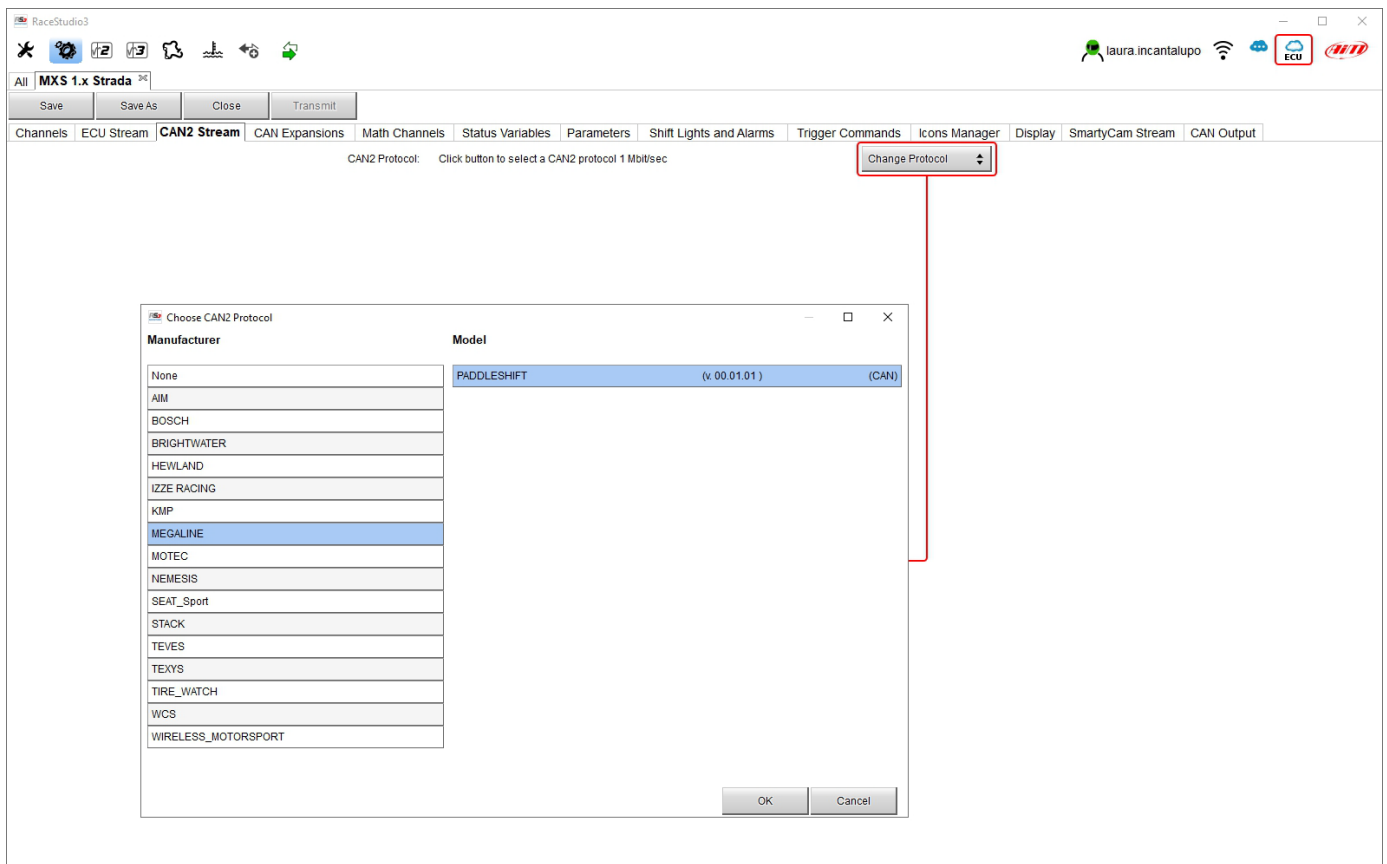 RaceStudio3
laura.incantalupo
ECU
AiM
All MXS 1.x Strada
Save Save As Close Transmit
Channels ECU Stream CAN2 Stream CAN Expansions Math Channels Status Variables Parameters Shift Lights and Alarms Trigger Commands Icons Manager Display SmartyCam Stream CAN Output
CAN2 Protocol: Click button to select a CAN2 protocol 1 Mbit/sec Change Protocol
Choose CAN2 Protocol
Manufacturer Model
None PADDLESHIFT (v. 00.01.01 ) (CAN)
AIM
BOSCH
BRIGHTWATER
HEWLAND
IZZE RACING
KMP
MEGALINE
MOTEC
NEMESIS
SEAT_Sport
STACK
TEVES
TEXYS
TIRE_WATCH
WCS
WIRELESS_MOTORSPORT
OK Cancel